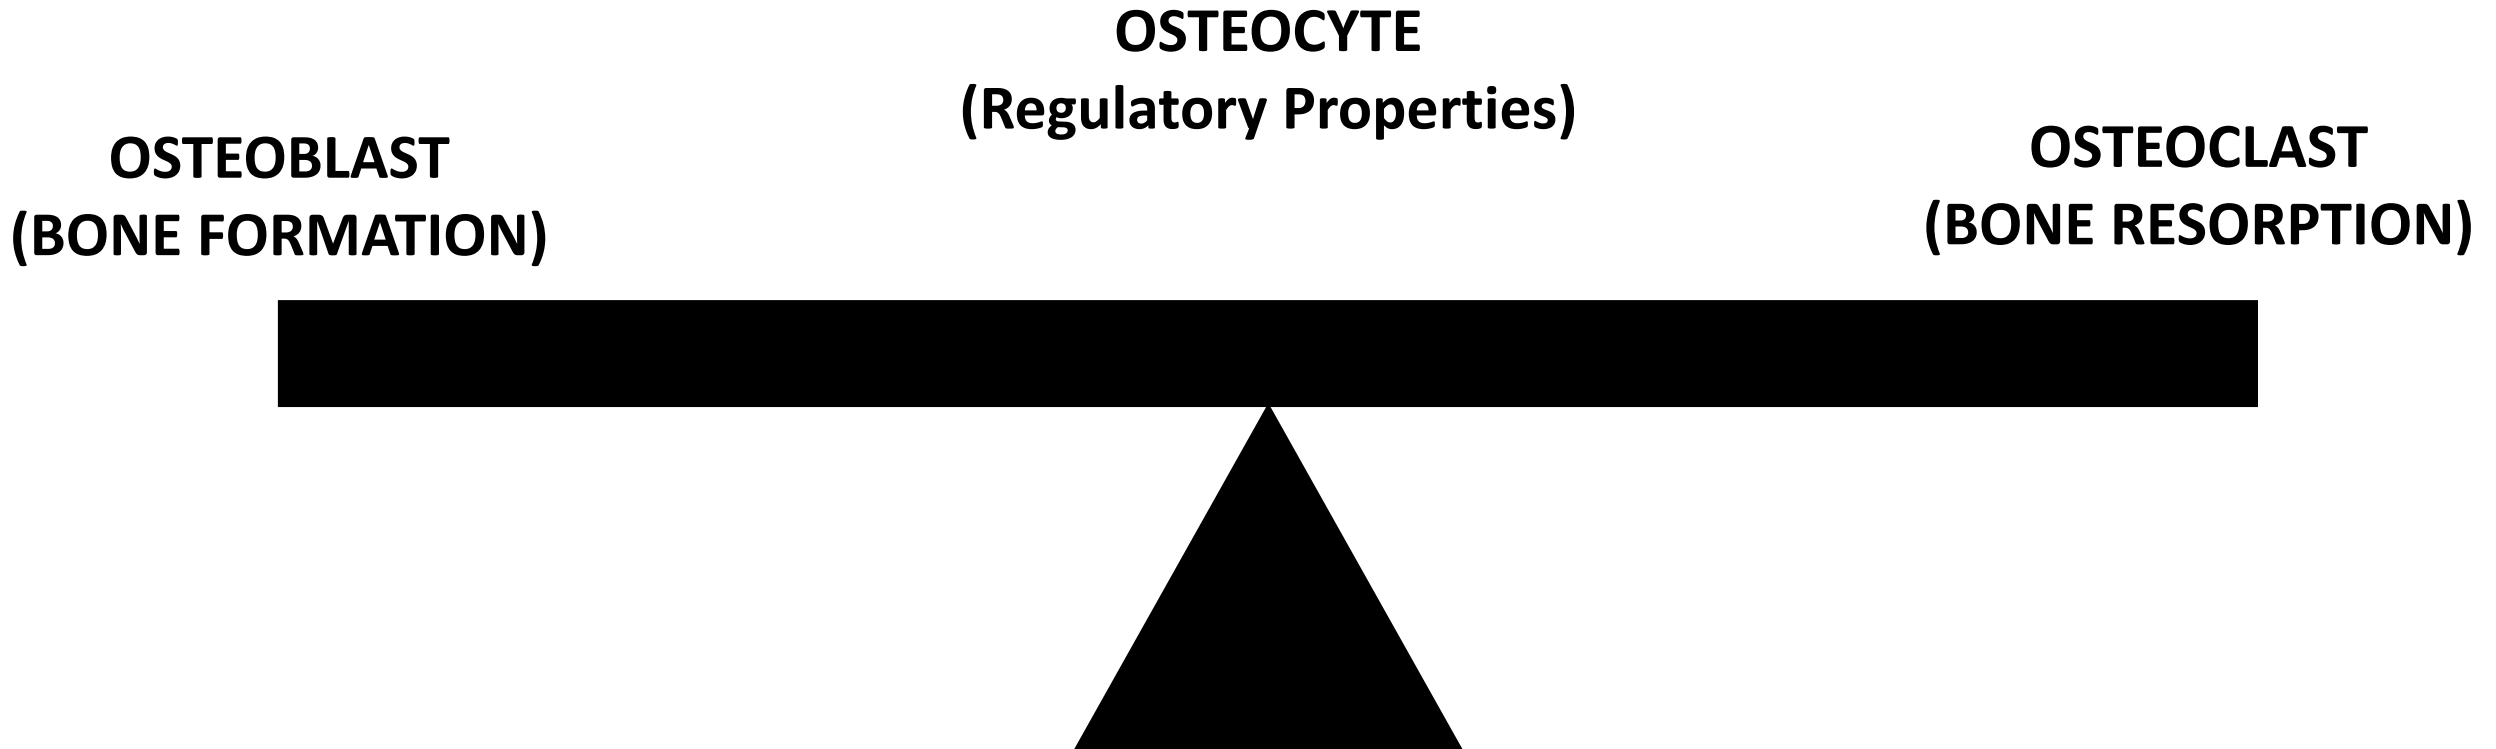 OSTEOCYTE
(Regulatory Properties)
OSTEOBLAST
(BONE FORMATION)
OSTEOCLAST
(BONE RESORPTION)